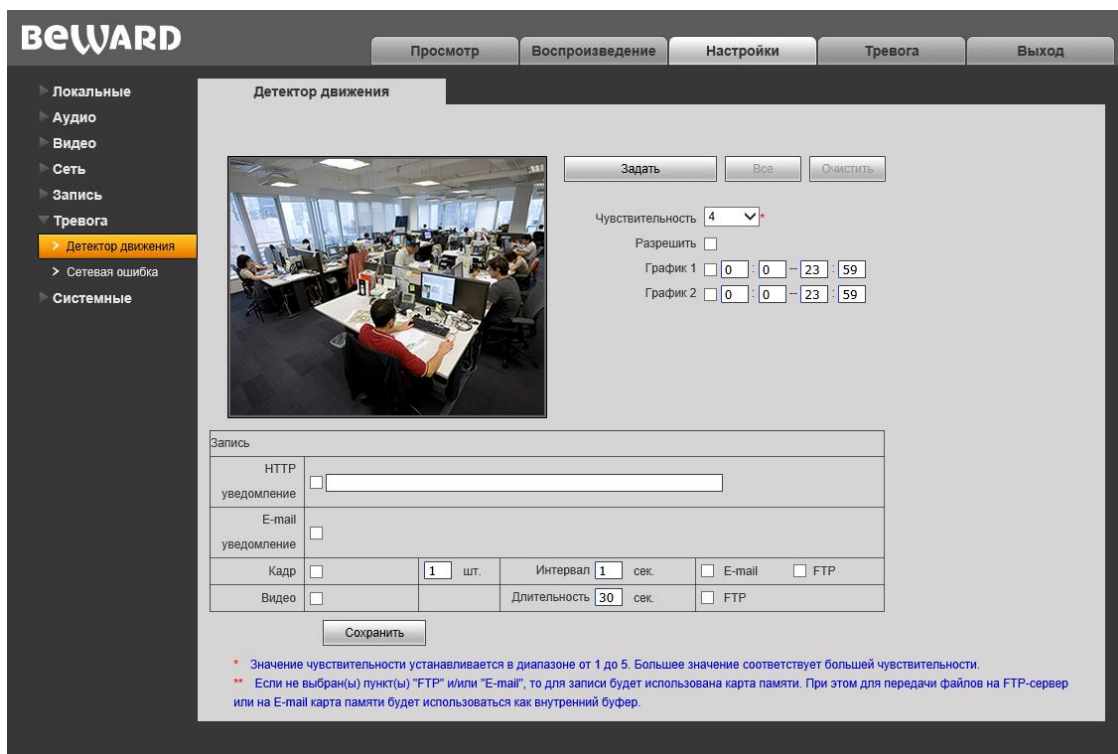 BEWARD
Просмотр
Воспроизведение
Настройки
Тревога
Выход
Локальные
Аудио
Видео
Сеть
Запись
Тревога
> Детектор движения
> Сетевая ошибка
Системные
Детектор движения
Задать
Все
Очистить
Чувствительность 4 *
Разрешить
График 1 0 : 0 -- 23 : 59
График 2 0 : 0 -- 23 : 59
Запись
HTTP
уведомление
E-mail
уведомление
Кадр 1 шт. Интервал 1 сек. E-mail FTP
Видео Длительность 30 сек. FTP
Сохранить
* Значение чувствительности устанавливается в диапазоне от 1 до 5. Большее значение соответствует большей чувствительности.
** Если не выбран(ы) пункт(ы) "FTP" и/или "E-mail", то для записи будет использована карта памяти. При этом для передачи файлов на FTP-сервер
или на E-mail карта памяти будет использоваться как внутренний буфер.